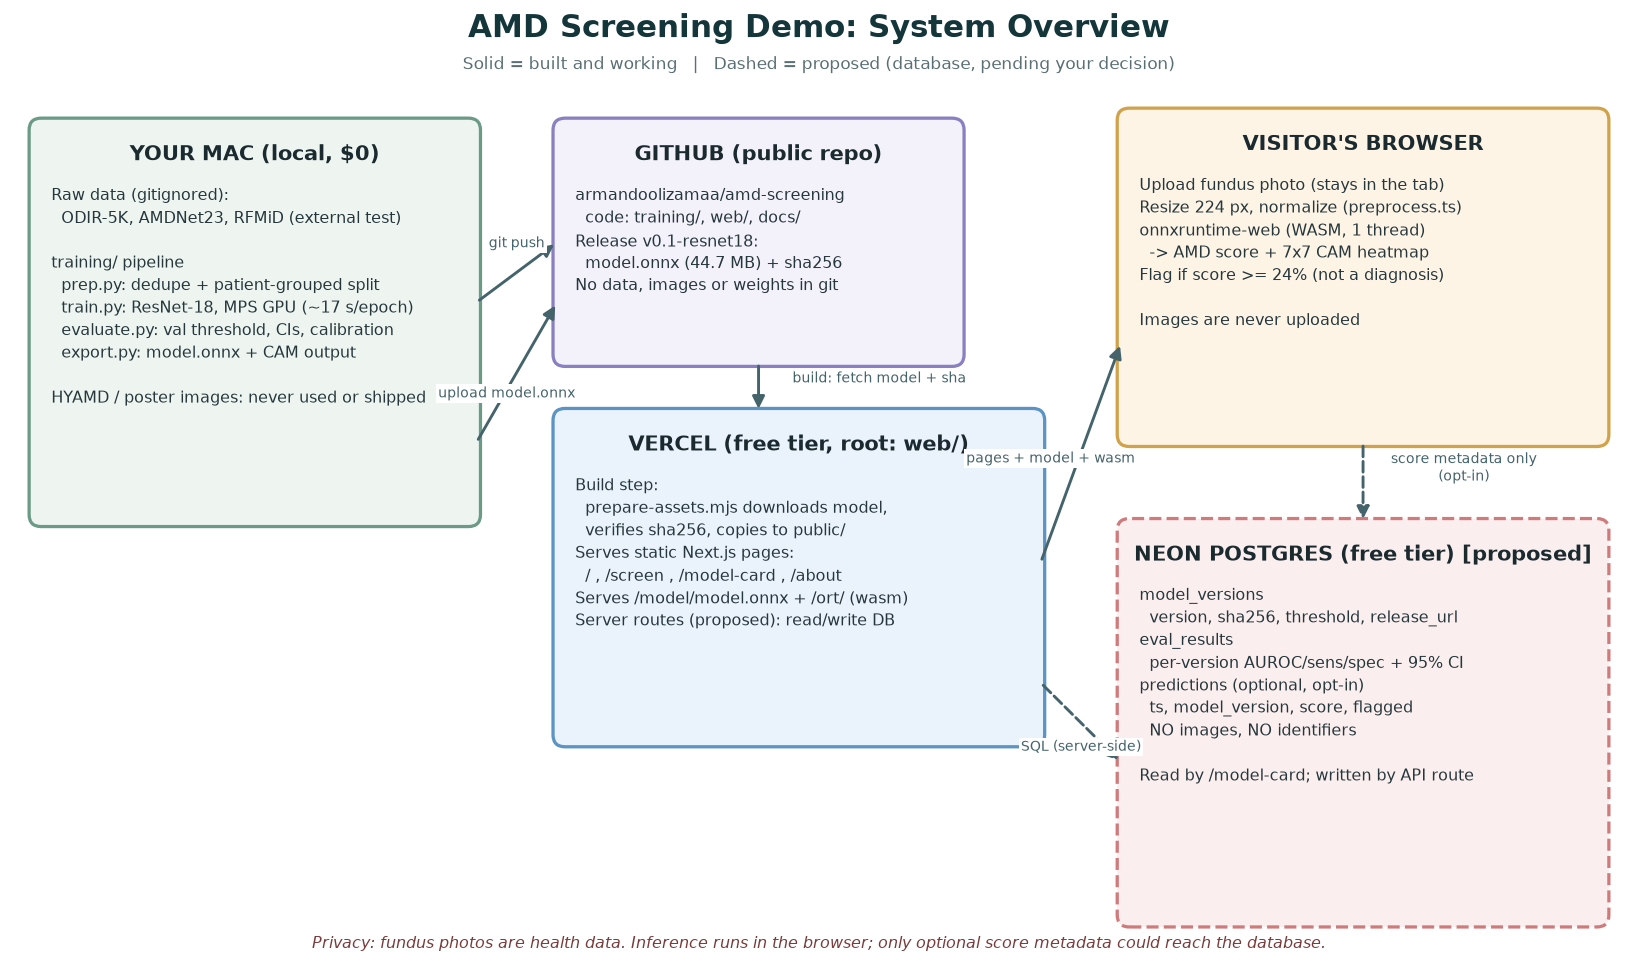 AMD Screening Demo: System Overview
Solid = built and working | Dashed = proposed (database, pending your decision)
YOUR MAC (local, $0)
Raw data (gitignored):
ODIR-5K, AMDNet23, RFMiD (external test)
training/ pipeline
prep.py: dedupe + patient-grouped split
train.py: ResNet-18, MPS GPU (~17 s/epoch)
evaluate.py: val threshold, CIs, calibration
export.py: model.onnx + CAM output
HYAMD / poster images: never used or shipped
git push
upload model.onnx
GITHUB (public repo)
armandoolizamaa/amd-screening
code: training/, web/, docs/
Release v0.1-resnet18:
model.onnx (44.7 MB) + sha256
No data, images or weights in git
build: fetch model + sha
VERCEL (free tier, root: web/)
Build step:
prepare-assets.mjs downloads model,
verifies sha256, copies to public/
Serves static Next.js pages:
/ , /screen , /model-card , /about
Serves /model/model.onnx + /ort/ (wasm)
Server routes (proposed): read/write DB
pages + model + wasm
SQL (server-side)
VISITOR'S BROWSER
Upload fundus photo (stays in the tab)
Resize 224 px, normalize (preprocess.ts)
onnxruntime-web (WASM, 1 thread)
-> AMD score + 7x7 CAM heatmap
Flag if score >= 24% (not a diagnosis)
Images are never uploaded
score metadata only
(opt-in)
NEON POSTGRES (free tier) [proposed]
model_versions
version, sha256, threshold, release_url
eval_results
per-version AUROC/sens/spec + 95% CI
predictions (optional, opt-in)
ts, model_version, score, flagged
NO images, NO identifiers
Read by /model-card; written by API route
Privacy: fundus photos are health data. Inference runs in the browser; only optional score metadata could reach the database.